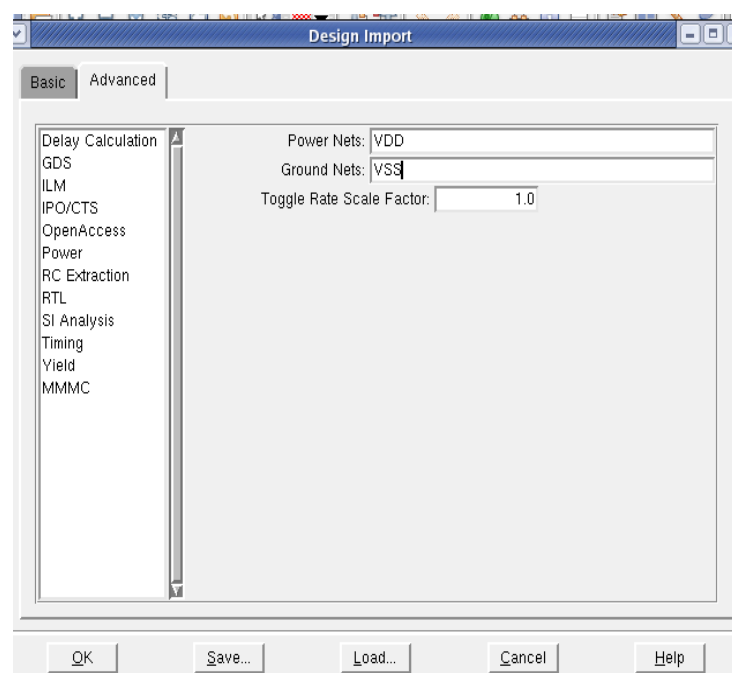 Design Import
Basic Advanced
Delay Calculation
GDS
ILM
IPO/CTS
OpenAccess
Power
RC Extraction
RTL
SI Analysis
Timing
Yield
MMMC
Power Nets: VDD
Ground Nets: VSS
Toggle Rate Scale Factor: 1.0
OK Save... Load... Cancel Help